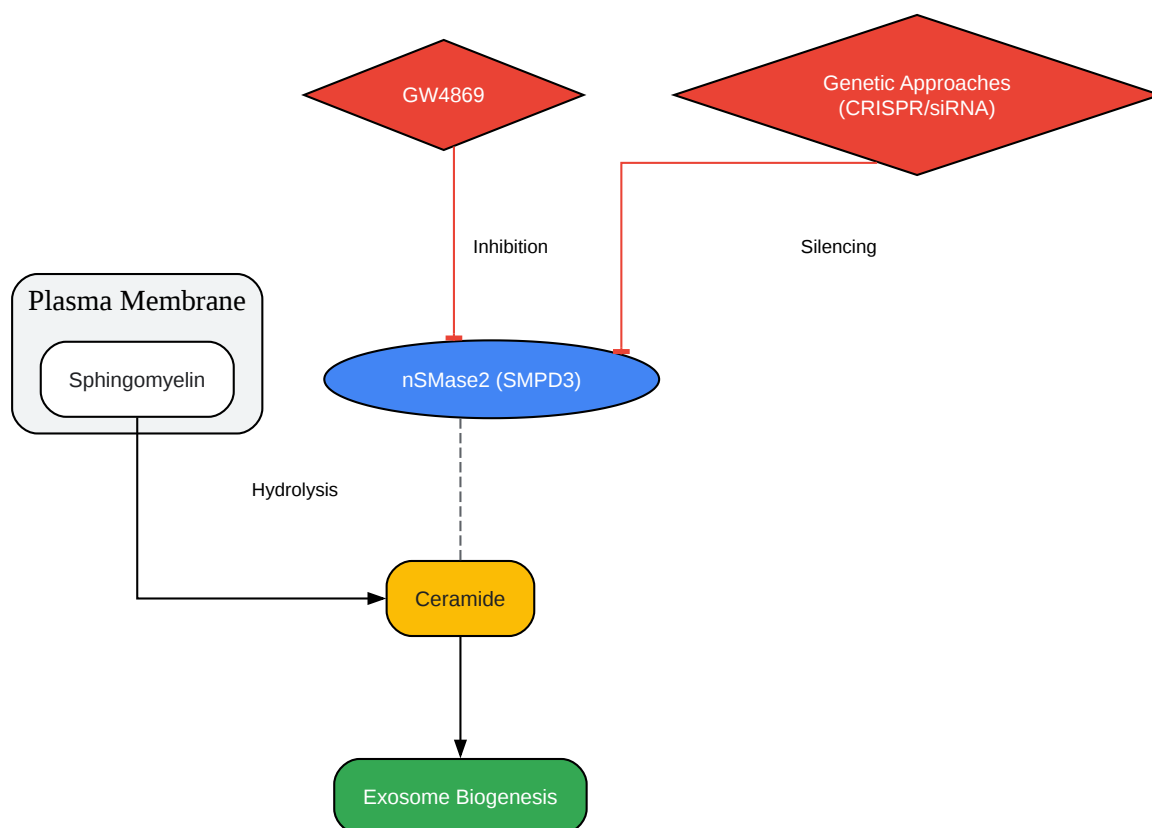 GW4869
Genetic Approaches
(CRISPR/siRNA)
Inhibition
Silencing
Plasma Membrane
Sphingomyelin
nSMase2 (SMPD3)
Hydrolysis
Ceramide
Exosome Biogenesis